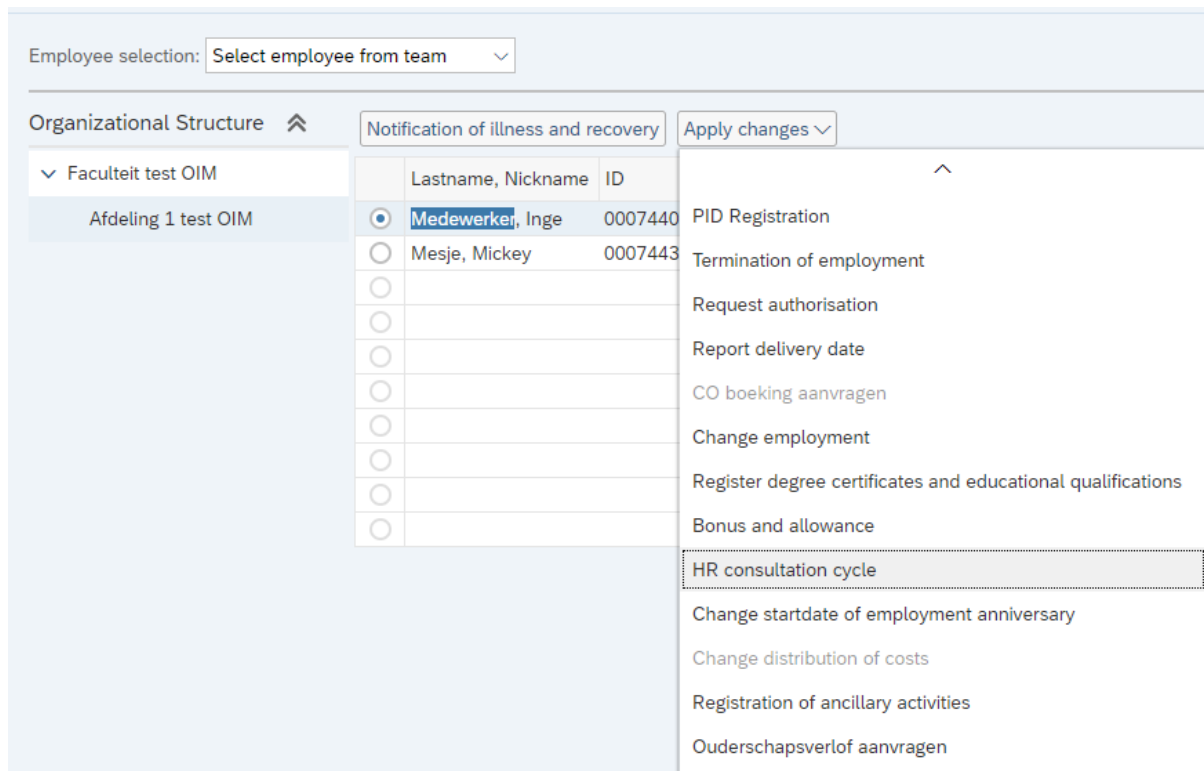 Employee selection: Select employee from team
Organizational Structure
Notification of illness and recovery
Apply changes
Faculteit test OIM
Afdeling 1 test OIM
Lastname, Nickname ID
Medewerker, Inge 0007440
Mesje, Mickey 0007443
PID Registration
Termination of employment
Request authorisation
Report delivery date
CO boeking aanvragen
Change employment
Register degree certificates and educational qualifications
Bonus and allowance
HR consultation cycle
Change startdate of employment anniversary
Change distribution of costs
Registration of ancillary activities
Ouderschapsverlof aanvragen